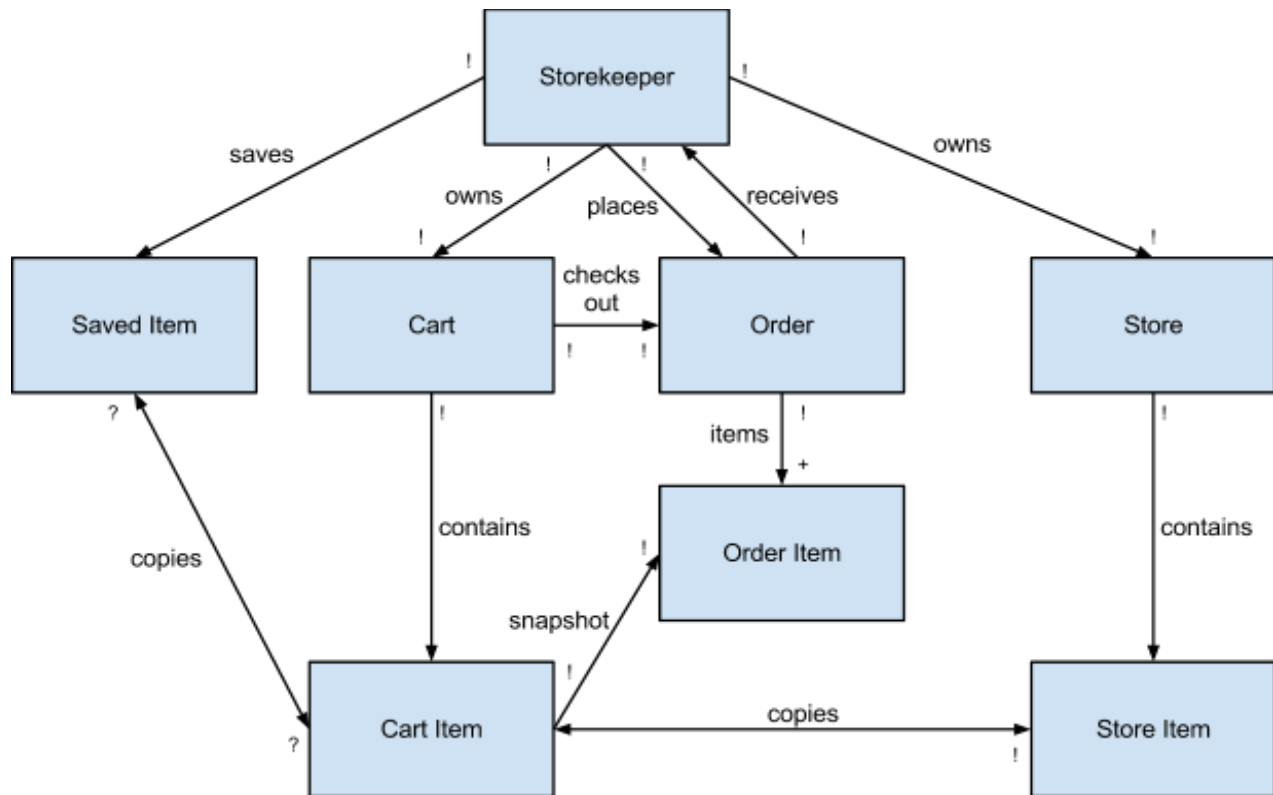 Storekeeper
!
!
saves
owns
!
!
owns
places
receives
!
!
!
checks
out
Saved Item
Cart
Order
Store
!
!
?
!
!
!
items
+
contains
contains
copies
!
Order Item
snapshot
!
copies
Cart Item
Store Item
?
!